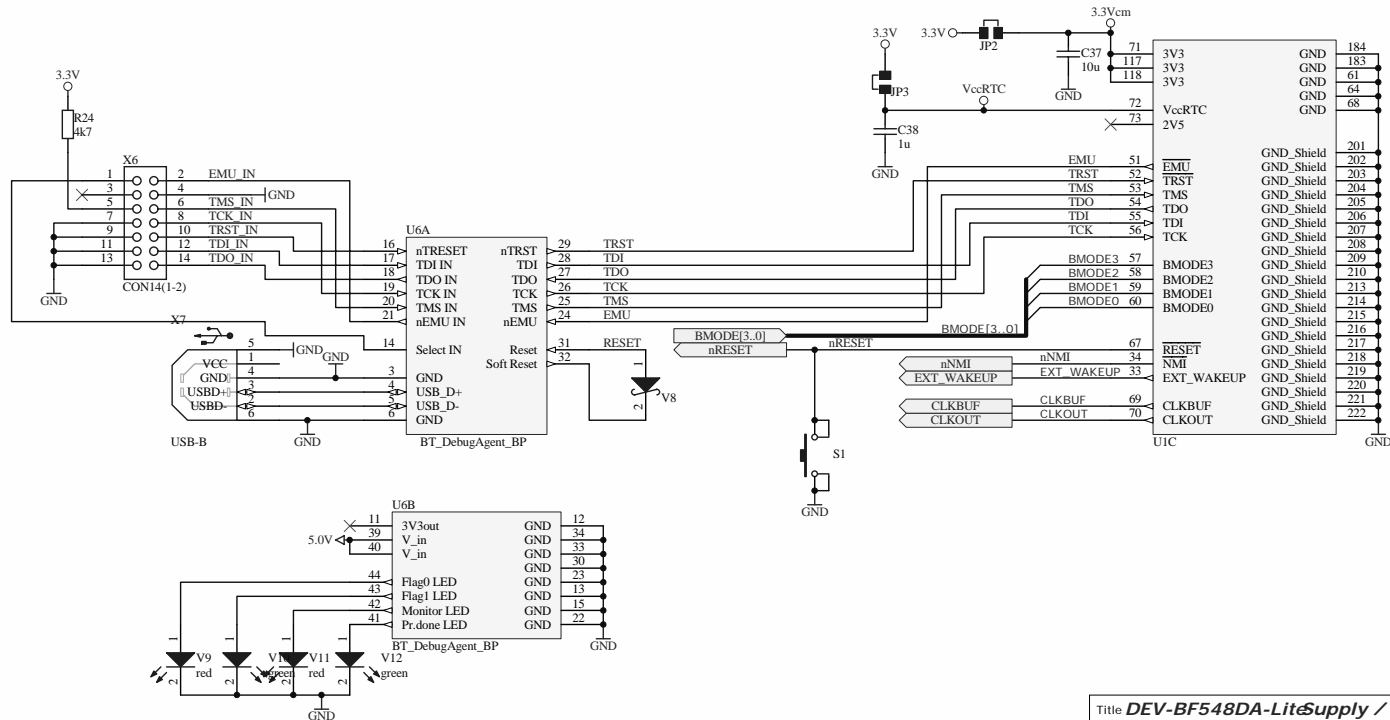 3.3Vcm
3.3V
3.3V
JP2
C37
10u
GND
JP3
VccRTC
C38
1u
GND
71 3V3 GND 184
117 3V3 GND 183
118 3V3 GND 61
GND 64
72 VccRTC GND 68
73 2V5
GND_Shield 201
51 EMU GND_Shield 202
52 TRST GND_Shield 203
53 TMS GND_Shield 204
54 TDO GND_Shield 205
55 TDI GND_Shield 206
56 TCK GND_Shield 207
GND_Shield 208
57 BMODE3 GND_Shield 209
58 BMODE2 GND_Shield 210
59 BMODE1 GND_Shield 213
60 BMODE0 GND_Shield 214
GND_Shield 215
GND_Shield 216
67 RESET GND_Shield 217
34 NMI GND_Shield 218
33 EXT_WAKEUP GND_Shield 219
GND_Shield 220
69 CLKBUF GND_Shield 221
70 CLKOUT GND_Shield 222
U1C
GND
EMU
TRST
TMS
TDO
TDI
TCK
BMODE3
BMODE2
BMODE1
BMODE0
BMODE[3..0]
BMODE[3..0]
nRESET
nRESET
nNMI
nNMI
EXT_WAKEUP
EXT_WAKEUP
CLKBUF
CLKBUF
CLKOUT
CLKOUT
S1
GND
3.3V
R24
4k7
X6
1 2 EMU_IN
3 4 GND
5 6 TMS_IN
7 8 TCK_IN
9 10 TRST_IN
11 12 TDI_IN
13 14 TDO_IN
GND
CON14(1-2)
U6A
16 nTRESET nTRST 29 TRST
17 TDI IN TDI 28 TDI
18 TDO IN TDO 27 TDO
19 TCK IN TCK 26 TCK
20 TMS IN TMS 25 TMS
21 nEMU IN nEMU 24 EMU
14 Select IN Reset 31 RESET
Soft Reset 32
3 GND
4 USB_D+
5 USB_D-
6 GND
BT_DebugAgent_BP
1
2
V8
X7
5 GND
VCC 1
GND 4
USBD+ 3
USBD- 2
6
GND
GND
USB-B
U6B
11 3V3out GND 12
5.0V 39 V_in GND 34
40 V_in GND 33
GND 30
44 Flag0 LED GND 23
43 Flag1 LED GND 13
42 Monitor LED GND 15
41 Pr.done LED GND 22
BT_DebugAgent_BP
GND
1 1 1 1
V9 V10 V11 V12
red green red green
2 2 2 2
GND
Title DEV-BF548DA-Lite Supply /